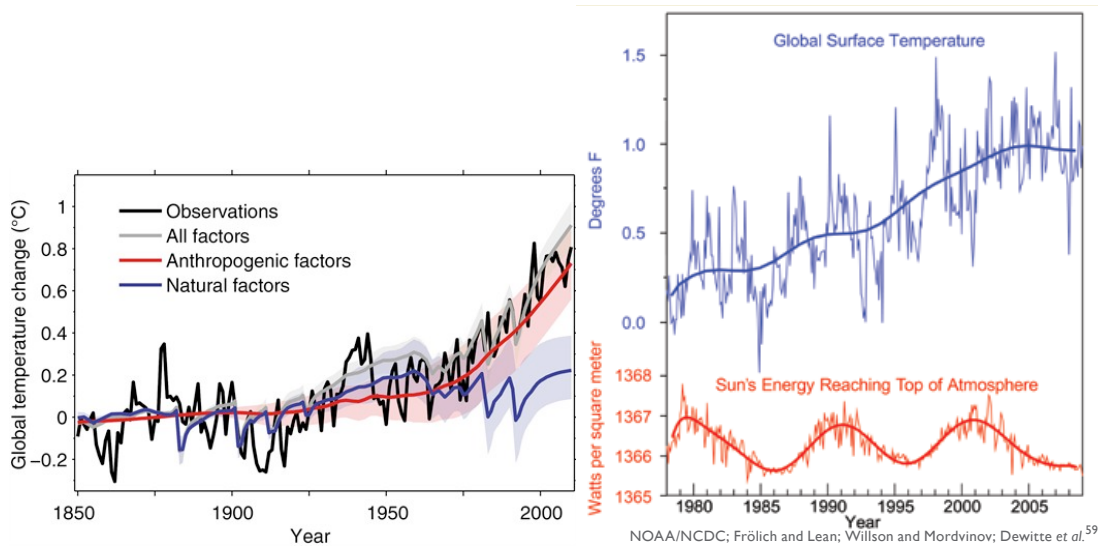 Global temperature change (°C)
1
0.8
0.6
0.4
0.2
0
−0.2
Observations
All factors
Anthropogenic factors
Natural factors
1850
1900
1950
2000
Year
Global Surface Temperature
Degrees F
1.5
1.0
0.5
0.0
Sun's Energy Reaching Top of Atmosphere
Watts per square meter
1368
1367
1366
1365
1980
1985
1990
1995
2000
2005
Year
NOAA/NCDC; Frölich and Lean; Willson and Mordvinov; Dewitte et al.59